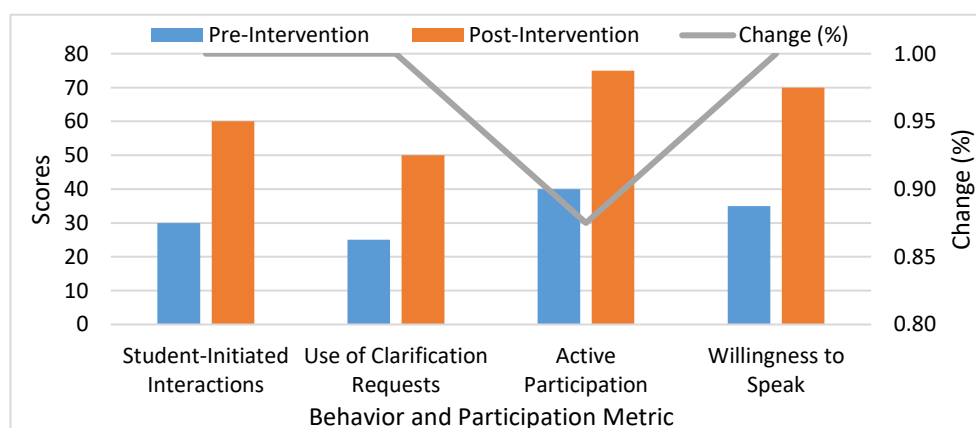 Pre-Intervention Post-Intervention Change (%)
80
70
60
50
40
30
20
10
0
Scores
1.00
0.95
0.90
0.85
0.80
Change (%)
Student-Initiated
Interactions
Use of Clarification
Requests
Active
Participation
Willingness to
Speak
Behavior and Participation Metric